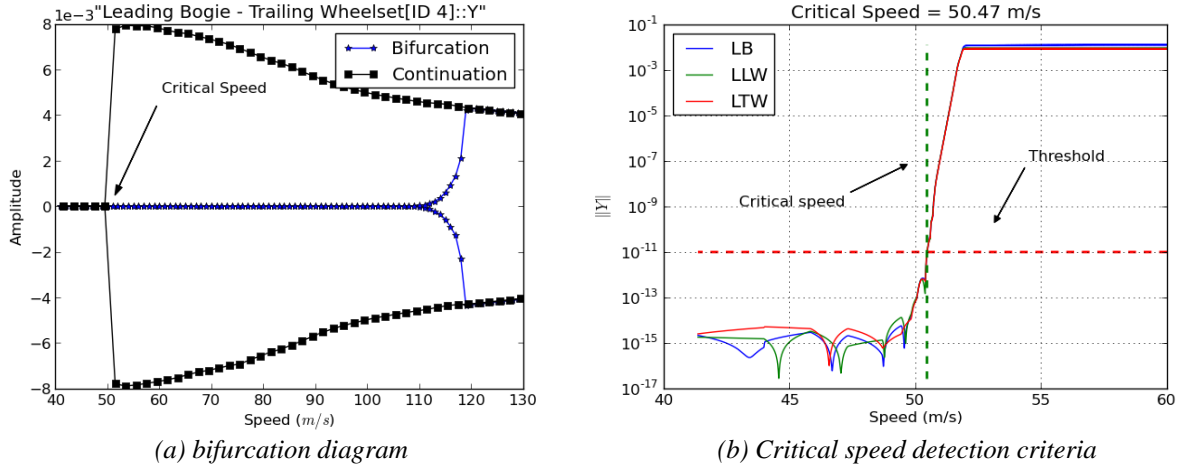 1e-3"Leading Bogie - Trailing Wheelset[ID 4]::Y"
8
6
4
2
0
−2
−4
−6
−8
Amplitude
Bifurcation
Continuation
Critical Speed
40 50 60 70 80 90 100 110 120 130
Speed (m/s)
(a) bifurcation diagram
Critical Speed = 50.47 m/s
10^-1
10^-3
10^-5
10^-7
10^-9
10^-11
10^-13
10^-15
10^-17
||Y||
LB
LLW
LTW
Threshold
Critical speed
40 45 50 55 60
Speed (m/s)
(b) Critical speed detection criteria